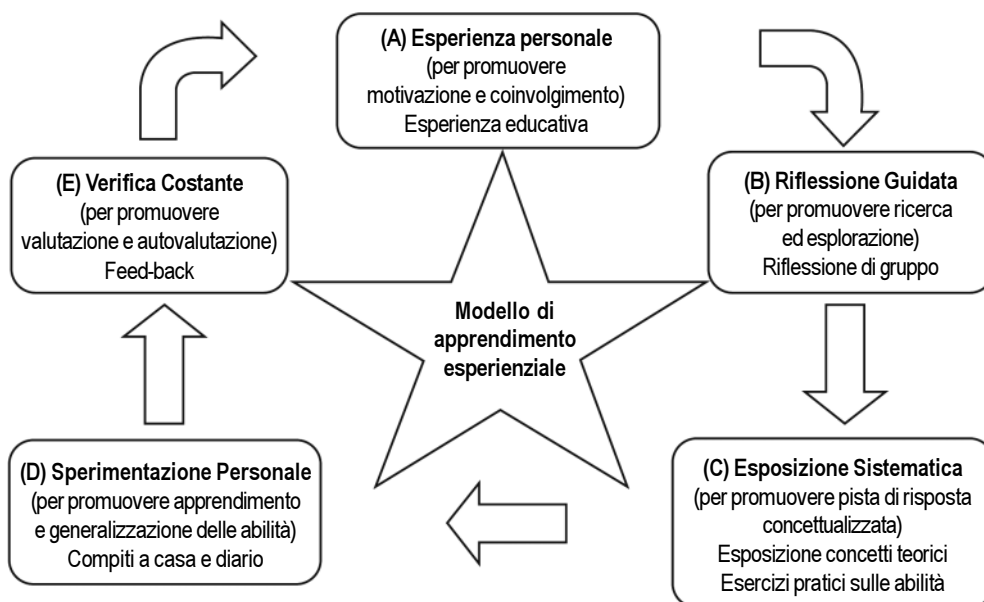 (A) Esperienza personale
(per promuovere
motivazione e coinvolgimento)
Esperienza educativa
(B) Riflessione Guidata
(per promuovere ricerca
ed esplorazione)
Riflessione di gruppo
(C) Esposizione Sistematica
(per promuovere pista di risposta
concettualizzata)
Esposizione concetti teorici
Esercizi pratici sulle abilità
(D) Sperimentazione Personale
(per promuovere apprendimento
e generalizzazione delle abilità)
Compiti a casa e diario
(E) Verifica Costante
(per promuovere
valutazione e autovalutazione)
Feed-back
Modello di
apprendimento
esperienziale